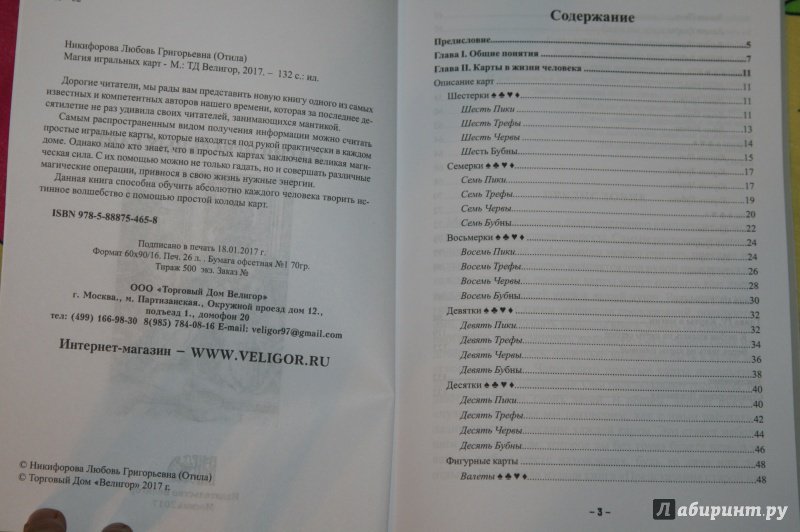 Никифорова Любовь Григорьевна (Отила)
Магия игральных карт - М.: ТД Велигор, 2017. – 132 с.: ил.
Дорогие читатели, мы рады вам представить новую книгу одного из самых
известных и компетентных авторов нашего времени, которая за последнее де-
сятилетие не раз удивила своих читателей, занимающихся мантикой.
Самым распространенным видом получения информации можно считать
простые игральные карты, которые находятся под рукой практически в каждом
доме. Однако мало кто знает, что в простых картах заключена великая маги-
ческая сила. С их помощью можно не только гадать, но и совершать различные
магические операции, привнося в свою жизнь нужные энергии.
Данная книга способна обучить абсолютно каждого человека творить ис-
тинное волшебство с помощью простой колоды карт.
ISBN 978-5-88875-465-8
Подписано в печать 18.01.2017 г.
Формат 60х90/16. Печ. 26 л . Бумага офсетная №1 70гр.
Тираж 500 экз. Заказ №
ООО «Торговый Дом Велигор»
г. Москва., м. Партизанская., Окружной проезд дом 12.,
подъезд 1., домофон 20
тел: (499) 166-98-30 8(985) 784-08-16 E-mail: veligor97@gmail.com
Интернет-магазин – WWW.VELIGOR.RU
© Никифорова Любовь Григорьевна (Отила)
© Торговый Дом «Велигор» 2017 г.
Содержание
Предисловие 5
Глава I. Общие понятия 7
Глава II. Карты в жизни человека 11
Описание карт 11
Шестерки ♠♣♥♦ 11
Шесть Пики 11
Шесть Трефы 13
Шесть Червы 14
Шесть Бубны 15
Семерки ♠♣♥♦ 17
Семь Пики 17
Семь Трефы 19
Семь Червы 20
Семь Бубны 22
Восьмерки ♠♣♥♦ 24
Восемь Пики 24
Восемь Трефы 26
Восемь Червы 28
Восемь Бубны 30
Девятки ♠♣♥♦ 32
Девять Пики 32
Девять Трефы 34
Девять Червы 36
Девять Бубны 38
Десятки ♠♣♥♦ 40
Десять Пики 40
Десять Трефы 42
Десять Червы 44
Десять Бубны 46
Фигурные карты 48
Валеты ♠♣♥♦ 48
– 3 –
Лабиринт.ру